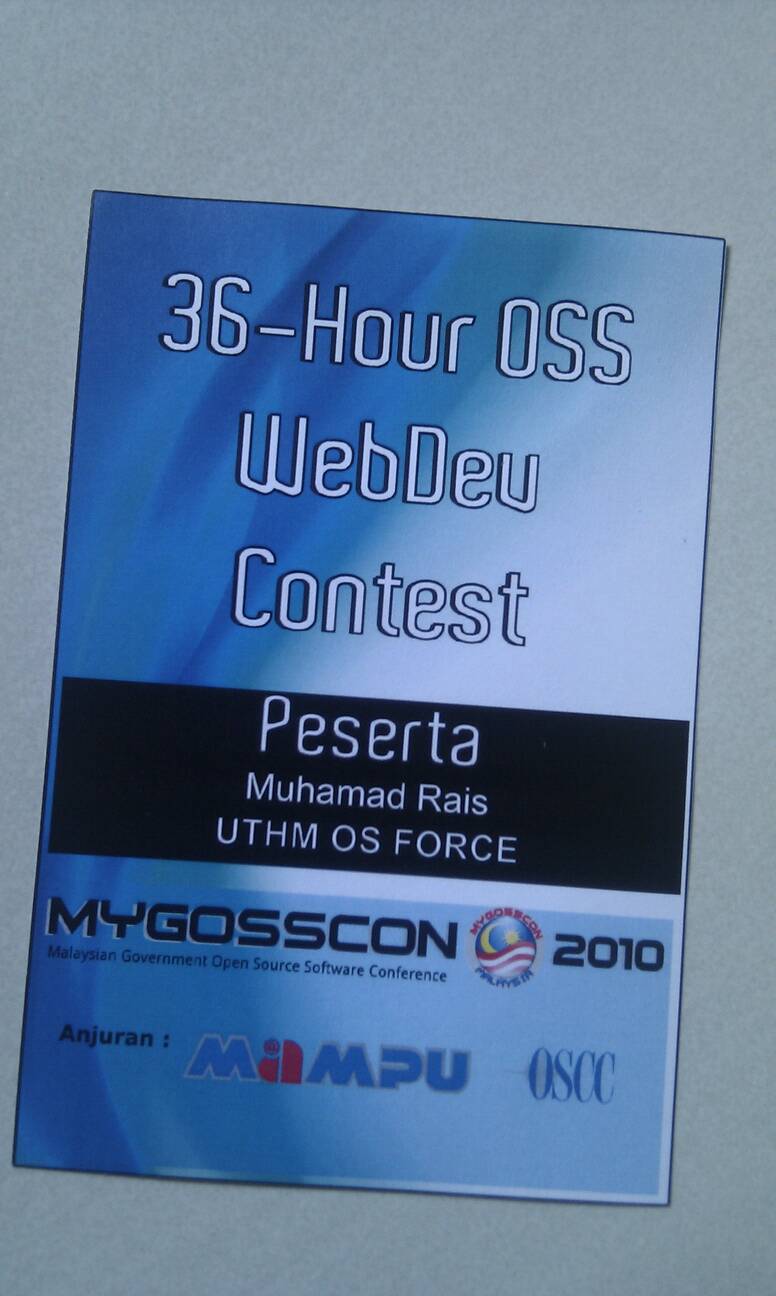 36-Hour OSS
WebDev
Contest
Peserta
Muhamad Rais
UTHM OS FORCE
MYGOSSCON MYGOSSCON MALAYSIA 2010
Malaysian Government Open Source Software Conference
Anjuran : MAMPU OSCC